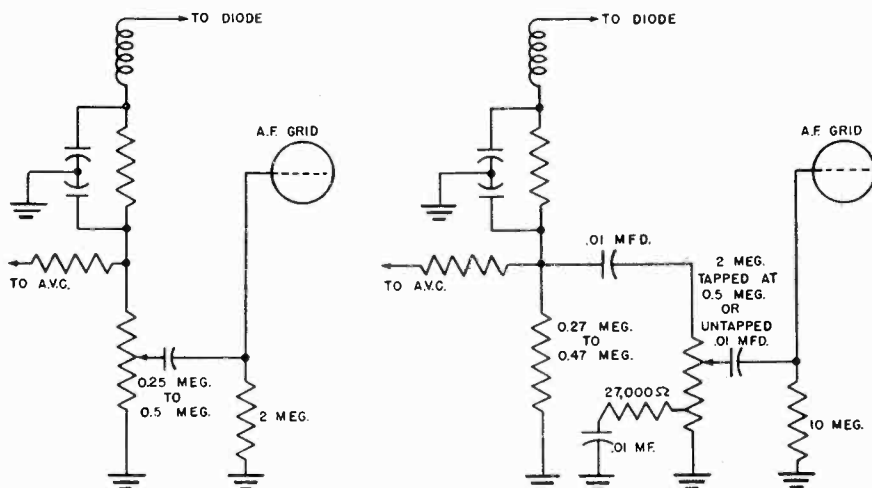 TO DIODE
A.F. GRID
TO A.V.C.
0.25 MEG.
TO
0.5 MEG.
2 MEG.
TO DIODE
A.F. GRID
.01 MFD.
TO A.V.C.
2 MEG.
TAPPED AT
0.5 MEG.
OR
UNTAPPED
.01 MFD.
0.27 MEG.
TO
0.47 MEG.
27,000Ω
.01 MF.
10 MEG.